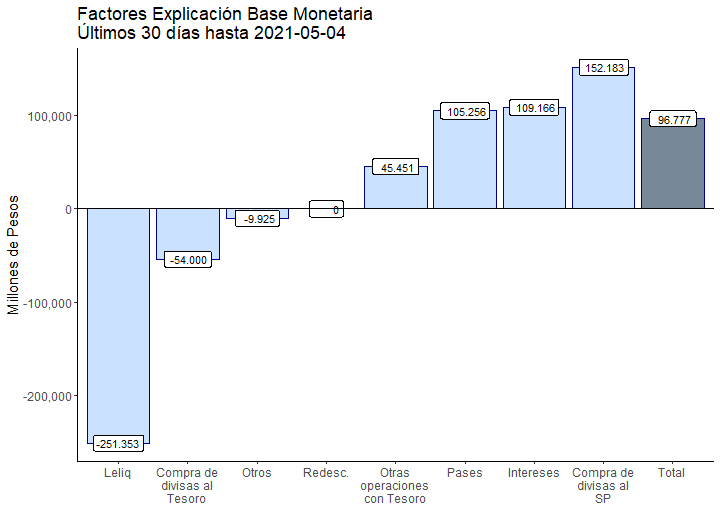 Factores Explicación Base Monetaria
Últimos 30 días hasta 2021-05-04
Millones de Pesos
100,000
0
-100,000
-200,000
-251.353
-54.000
-9.925
0
45.451
105.256
109.166
152.183
96.777
Leliq
Compra de
divisas al
Tesoro
Otros
Redesc.
Otras
operaciones
con Tesoro
Pases
Intereses
Compra de
divisas al
SP
Total